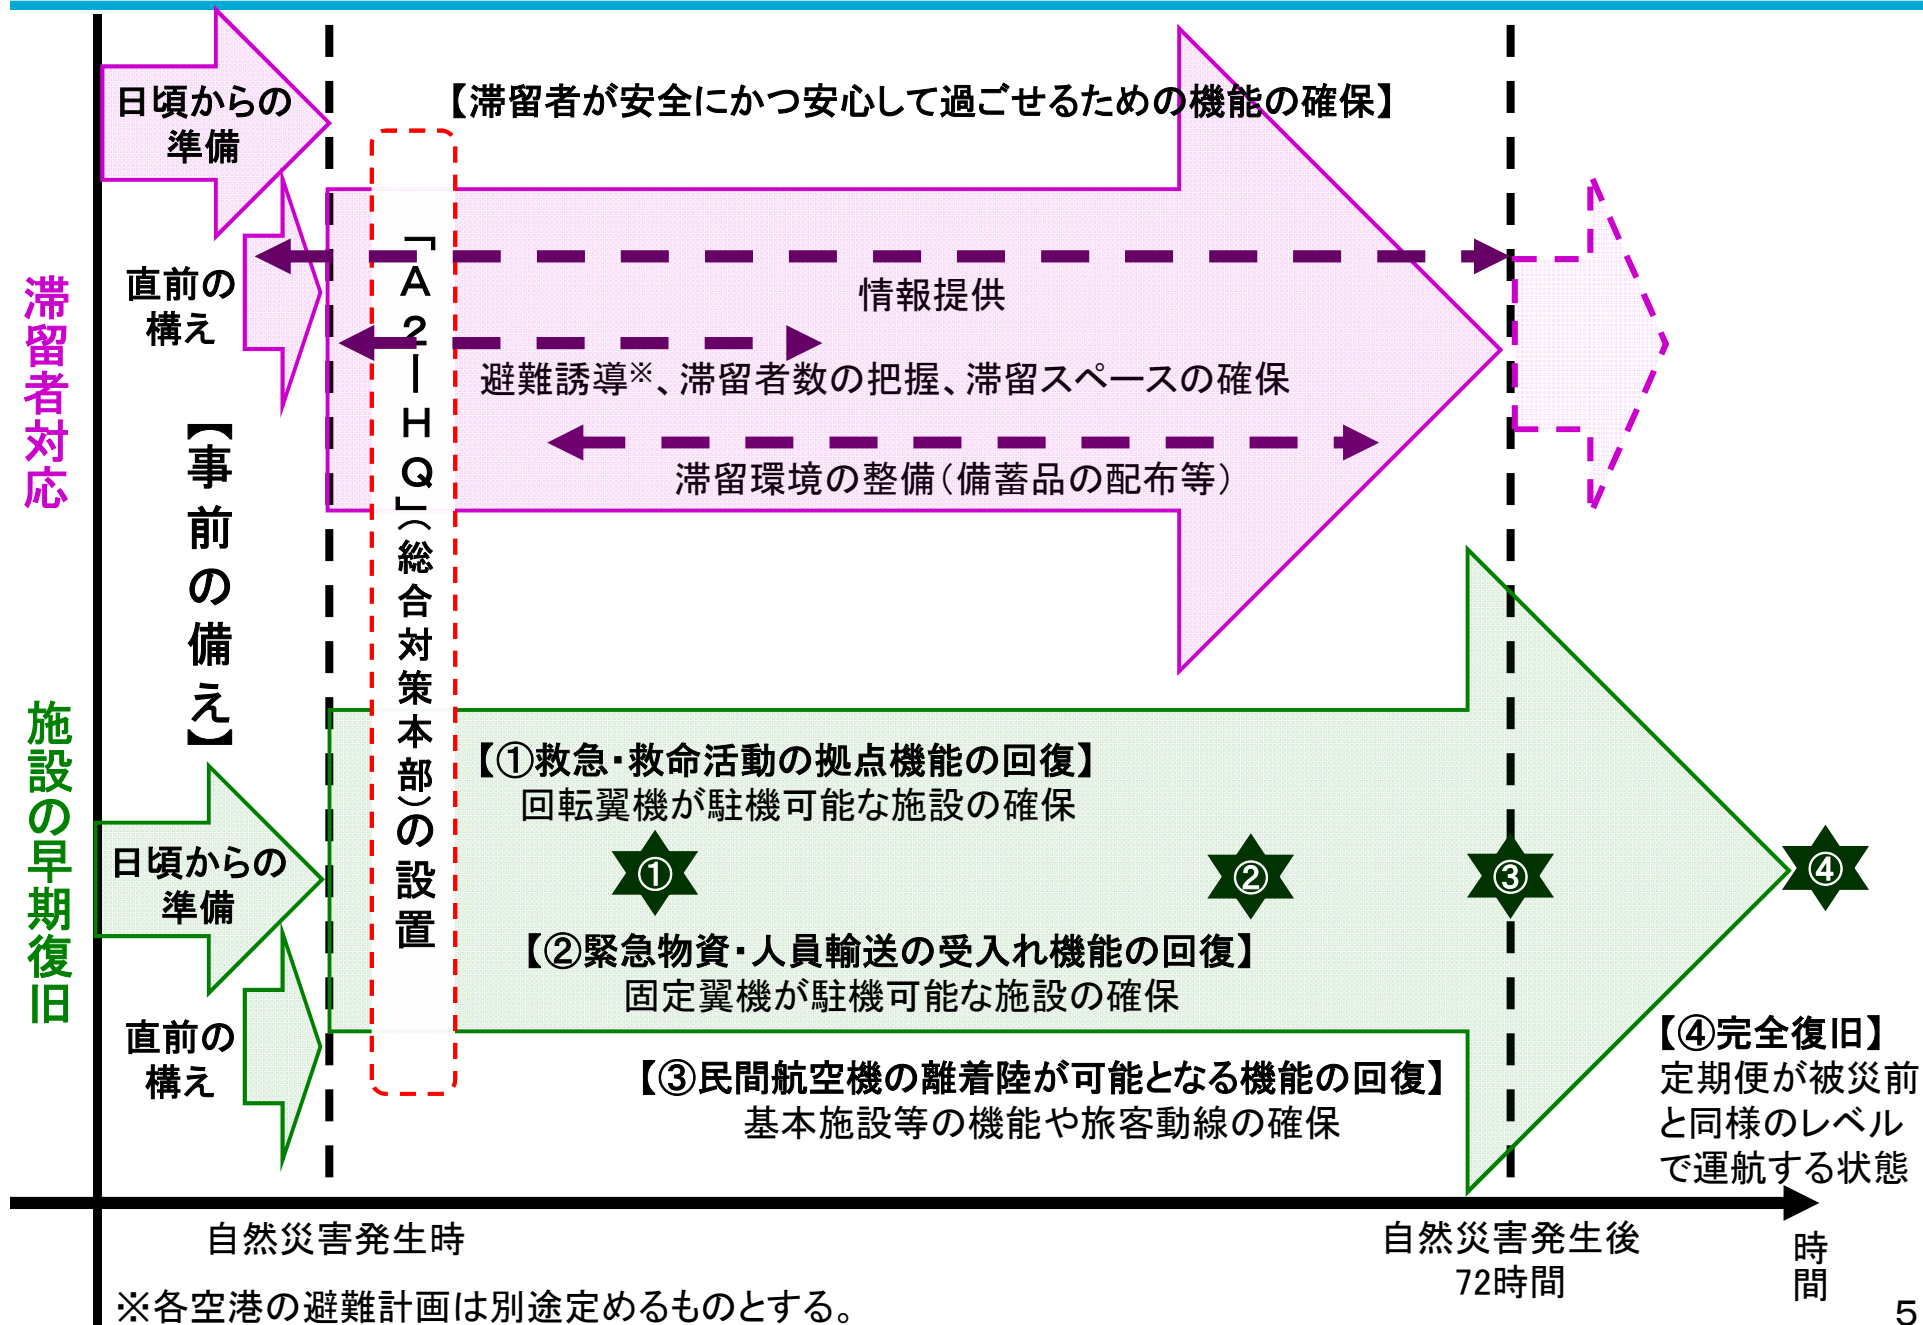 日頃からの
準備
【滞留者が安全にかつ安心して過ごせるための機能の確保】
直前の
構え
情報提供
避難誘導※、滞留者数の把握、滞留スペースの確保
滞留環境の整備（備蓄品の配布等）
滞留者対応
【事前の備え】
「Ａ２－ＨＱ」（総合対策本部）の設置
施設の早期復旧
【①救急・救命活動の拠点機能の回復】
回転翼機が駐機可能な施設の確保
日頃からの
準備
①
②
③
④
【②緊急物資・人員輸送の受入れ機能の回復】
固定翼機が駐機可能な施設の確保
直前の
構え
【③民間航空機の離着陸が可能となる機能の回復】
基本施設等の機能や旅客動線の確保
【④完全復旧】
定期便が被災前
と同様のレベル
で運航する状態
自然災害発生時
自然災害発生後
72時間
時間
※各空港の避難計画は別途定めるものとする。
5